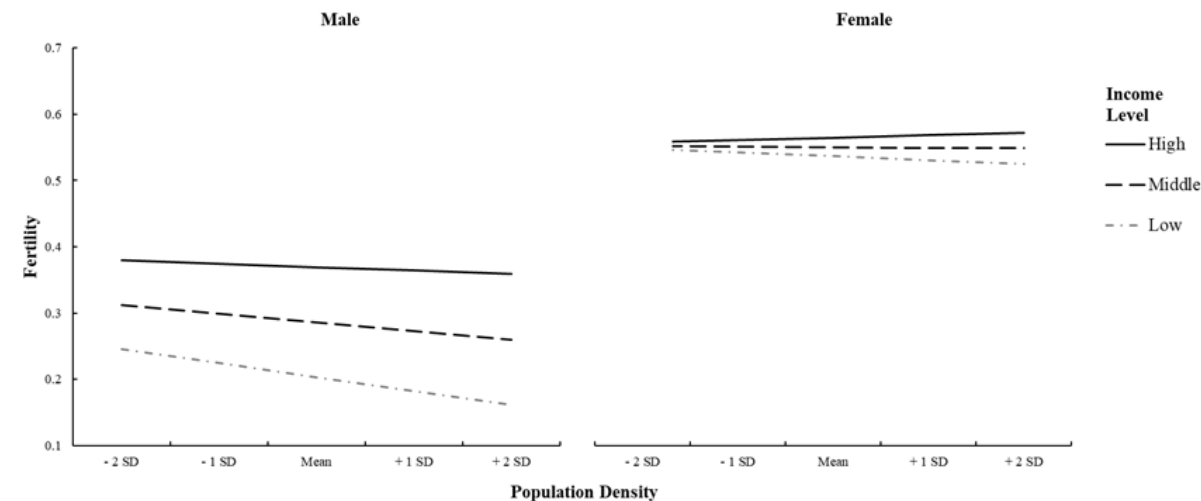 Male
Female
0.7
0.6
0.5
0.4
0.3
0.2
0.1
Fertility
- 2 SD
- 1 SD
Mean
+ 1 SD
+ 2 SD
- 2 SD
- 1 SD
Mean
+ 1 SD
+ 2 SD
Population Density
Income
Level
High
Middle
Low